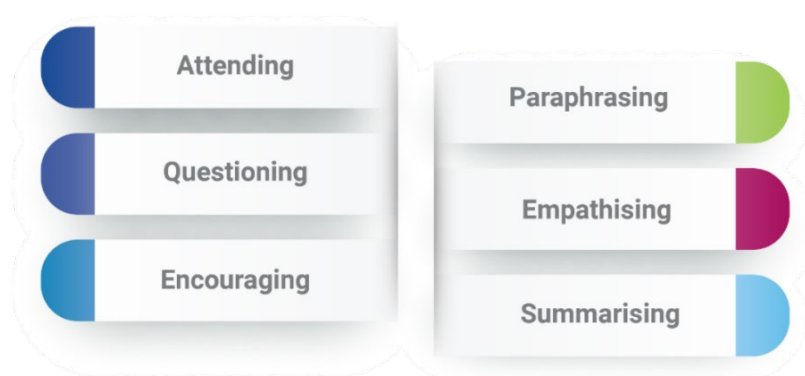 Attending
Questioning
Encouraging
Paraphrasing
Empathising
Summarising